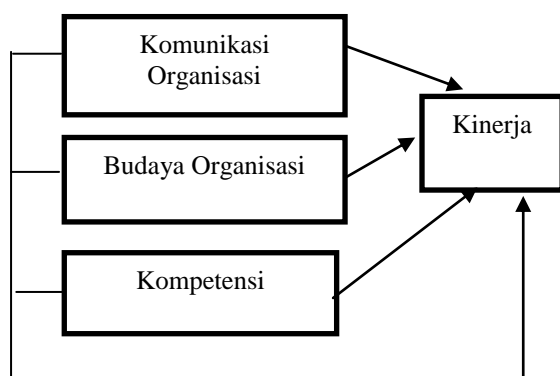 Komunikasi
Organisasi
Kinerja
Budaya Organisasi
Kompetensi